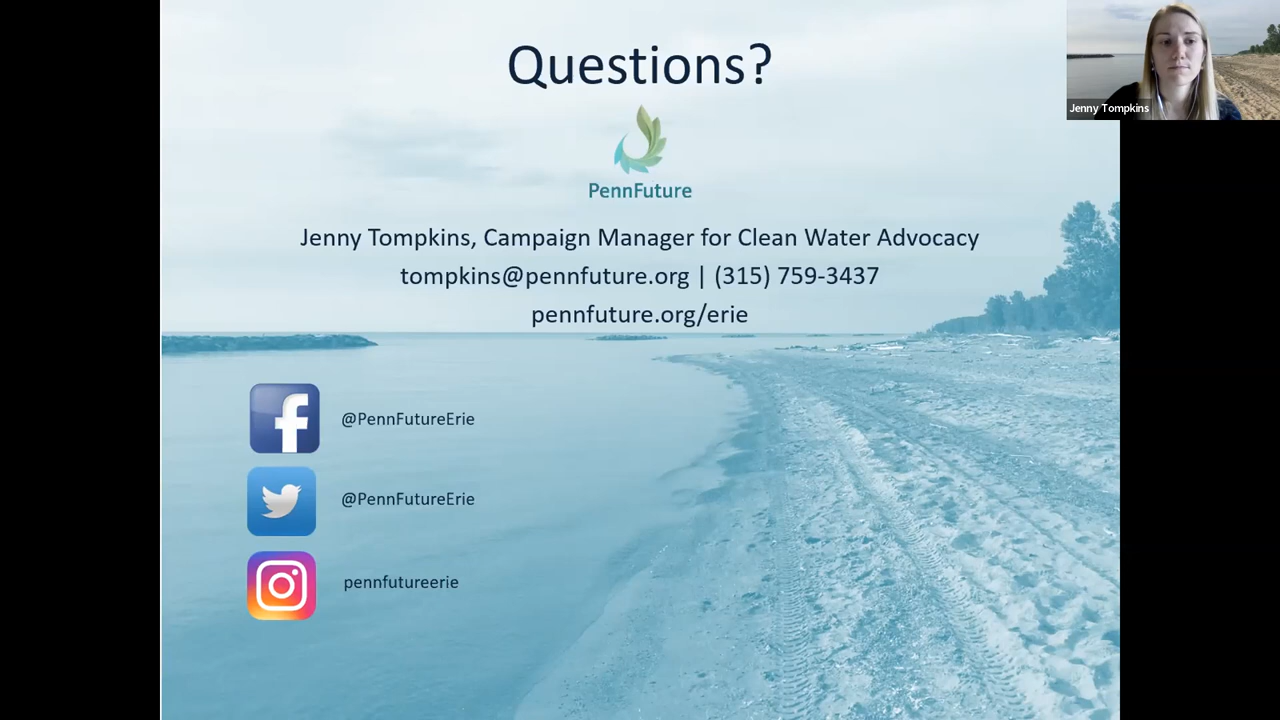 Questions?
Jenny Tompkins
PennFuture
Jenny Tompkins, Campaign Manager for Clean Water Advocacy
tompkins@pennfuture.org | (315) 759-3437
pennfuture.org/erie
@PennFutureErie
@PennFutureErie
pennfutureerie